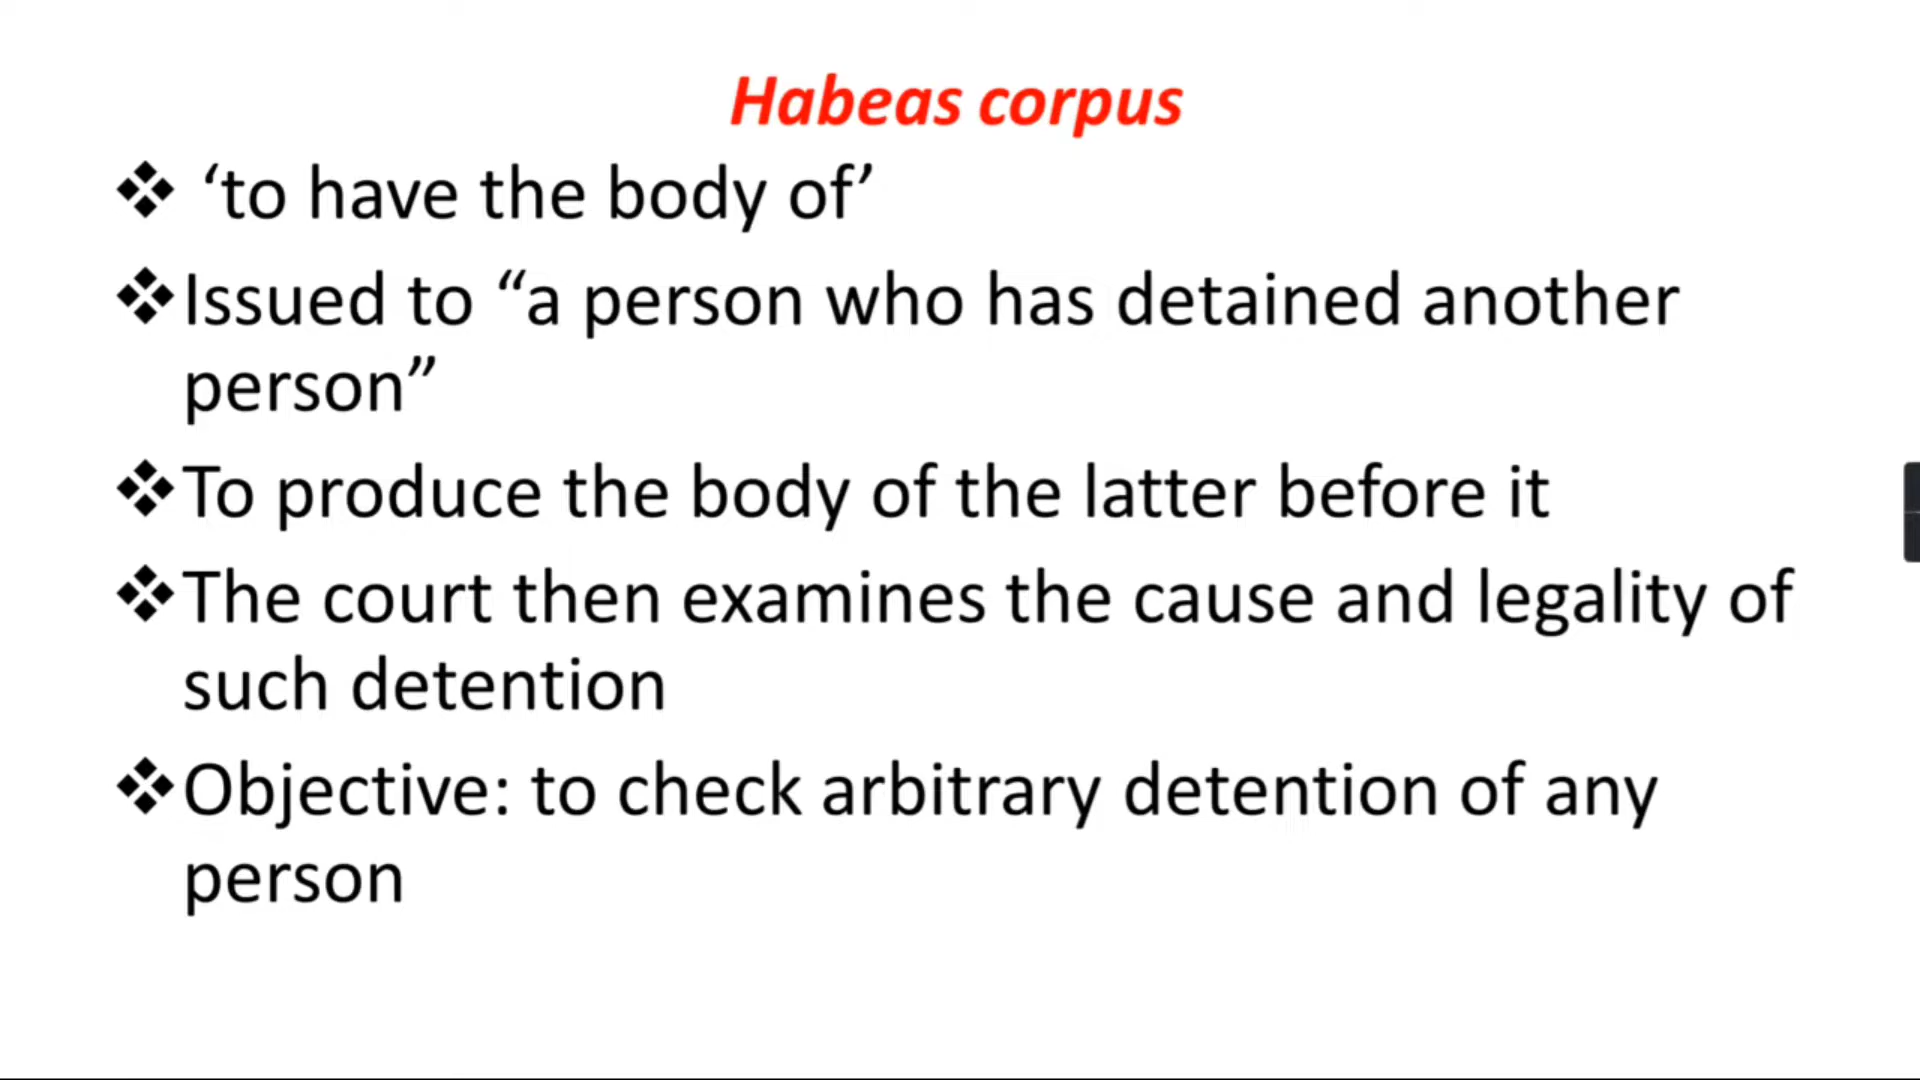 Habeas corpus
❖ ‘to have the body of’
❖Issued to “a person who has detained another
person”
❖To produce the body of the latter before it
❖The court then examines the cause and legality of
such detention
❖Objective: to check arbitrary detention of any
person